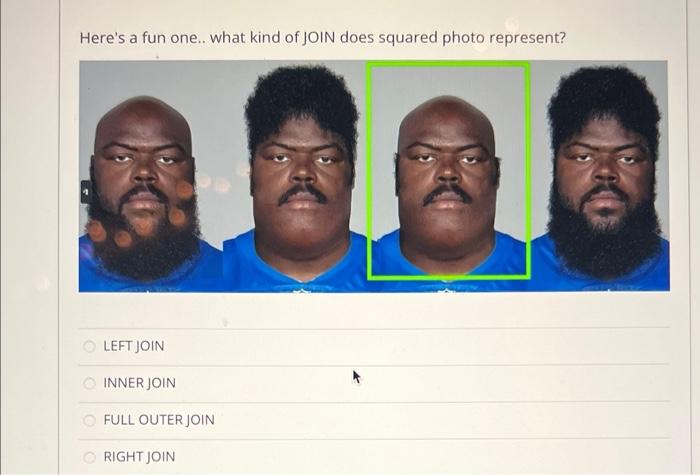 Here's a fun one.. what kind of JOIN does squared photo represent?
LEFT JOIN
INNER JOIN
FULL OUTER JOIN
RIGHT JOIN